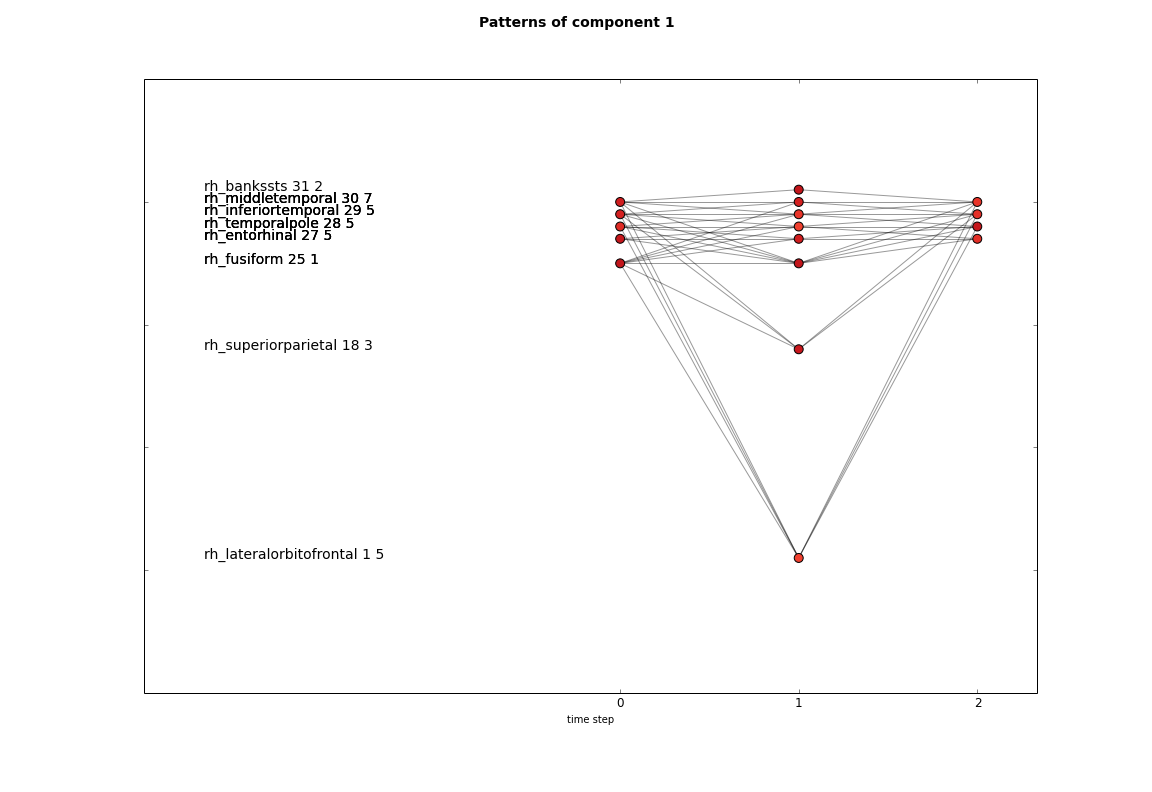 Patterns of component 1
rh_bankssts 31 2
rh_middletemporal 30 7
rh_inferiortemporal 29 5
rh_temporalpole 28 5
rh_entorhinal 27 5
rh_fusiform 25 1
rh_superiorparietal 18 3
rh_lateralorbitofrontal 1 5
0 1 2
time step